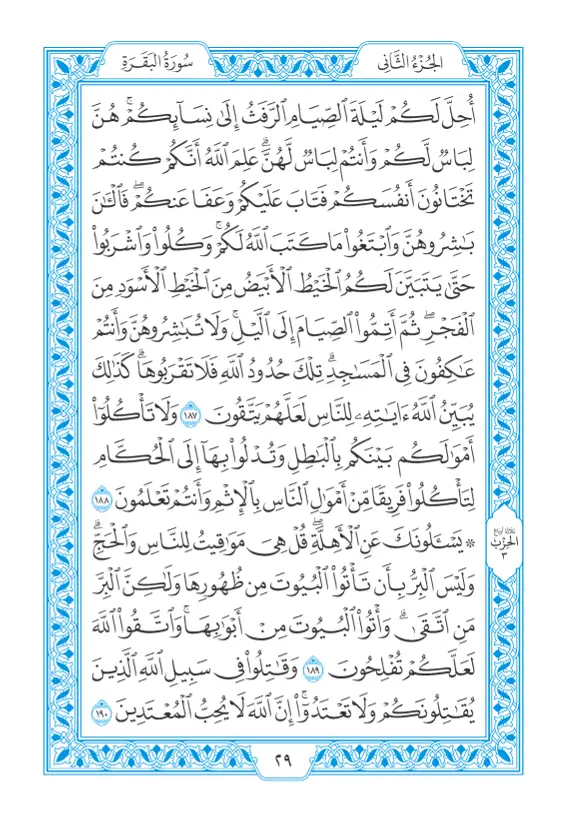 الجُزْءُ الثَّانِي
سُورَةُ البَقَرَةِ
أُحِلَّ لَكُمْ لَيْلَةَ ٱلصِّيَامِ ٱلرَّفَثُ إِلَىٰ نِسَآئِكُمْ ۚ هُنَّ
لِبَاسٌ لَّكُمْ وَأَنتُمْ لِبَاسٌ لَّهُنَّ ۗ عَلِمَ ٱللَّهُ أَنَّكُمْ كُنتُمْ
تَخْتَانُونَ أَنفُسَكُمْ فَتَابَ عَلَيْكُمْ وَعَفَا عَنكُمْ ۖ فَٱلْـَٰٔنَ
بَـٰشِرُوهُنَّ وَٱبْتَغُوا۟ مَا كَتَبَ ٱللَّهُ لَكُمْ ۚ وَكُلُوا۟ وَٱشْرَبُوا۟
حَتَّىٰ يَتَبَيَّنَ لَكُمُ ٱلْخَيْطُ ٱلْأَبْيَضُ مِنَ ٱلْخَيْطِ ٱلْأَسْوَدِ مِنَ
ٱلْفَجْرِ ۖ ثُمَّ أَتِمُّوا۟ ٱلصِّيَامَ إِلَى ٱلَّيْلِ ۚ وَلَا تُبَـٰشِرُوهُنَّ وَأَنتُمْ
عَـٰكِفُونَ فِى ٱلْمَسَـٰجِدِ ۗ تِلْكَ حُدُودُ ٱللَّهِ فَلَا تَقْرَبُوهَا ۗ كَذَٰلِكَ
يُبَيِّنُ ٱللَّهُ ءَايَـٰتِهِۦ لِلنَّاسِ لَعَلَّهُمْ يَتَّقُونَ ١٨٧ وَلَا تَأْكُلُوٓا۟
أَمْوَٰلَكُم بَيْنَكُم بِٱلْبَـٰطِلِ وَتُدْلُوا۟ بِهَآ إِلَى ٱلْحُكَّامِ
لِتَأْكُلُوا۟ فَرِيقًا مِّنْ أَمْوَٰلِ ٱلنَّاسِ بِٱلْإِثْمِ وَأَنتُمْ تَعْلَمُونَ ١٨٨
۞ يَسْـَٔلُونَكَ عَنِ ٱلْأَهِلَّةِ ۖ قُلْ هِىَ مَوَٰقِيتُ لِلنَّاسِ وَٱلْحَجِّ ۗ
ثلاثة أرباع
الحِزْبُ
٣
وَلَيْسَ ٱلْبِرُّ بِأَن تَأْتُوا۟ ٱلْبُيُوتَ مِن ظُهُورِهَا وَلَـٰكِنَّ ٱلْبِرَّ
مَنِ ٱتَّقَىٰ ۗ وَأْتُوا۟ ٱلْبُيُوتَ مِنْ أَبْوَٰبِهَا ۚ وَٱتَّقُوا۟ ٱللَّهَ
لَعَلَّكُمْ تُفْلِحُونَ ١٨٩ وَقَـٰتِلُوا۟ فِى سَبِيلِ ٱللَّهِ ٱلَّذِينَ
يُقَـٰتِلُونَكُمْ وَلَا تَعْتَدُوٓا۟ ۚ إِنَّ ٱللَّهَ لَا يُحِبُّ ٱلْمُعْتَدِينَ ١٩٠
٢٩